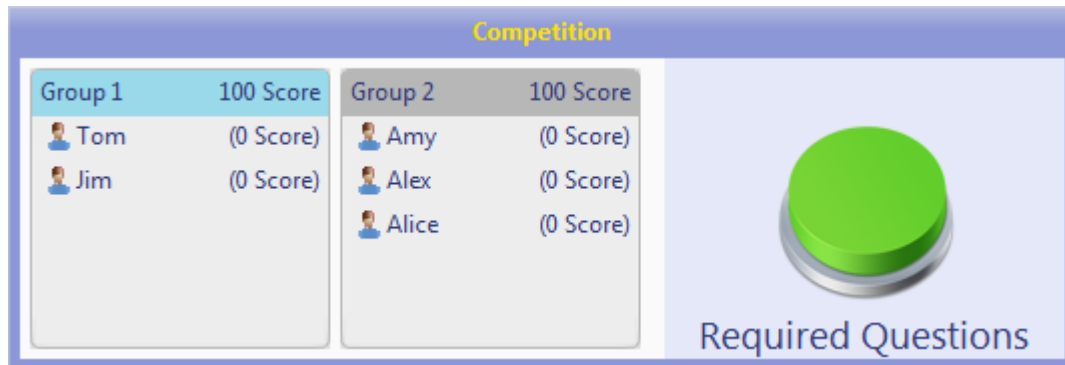 Competition
Group 1 100 Score
Tom (0 Score)
Jim (0 Score)
Group 2 100 Score
Amy (0 Score)
Alex (0 Score)
Alice (0 Score)
Required Questions